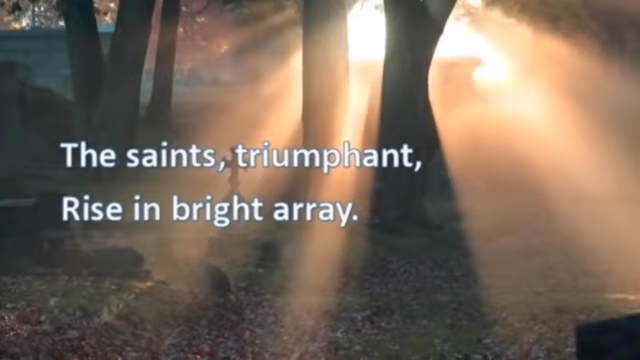 The saints, triumphant,
Rise in bright array.